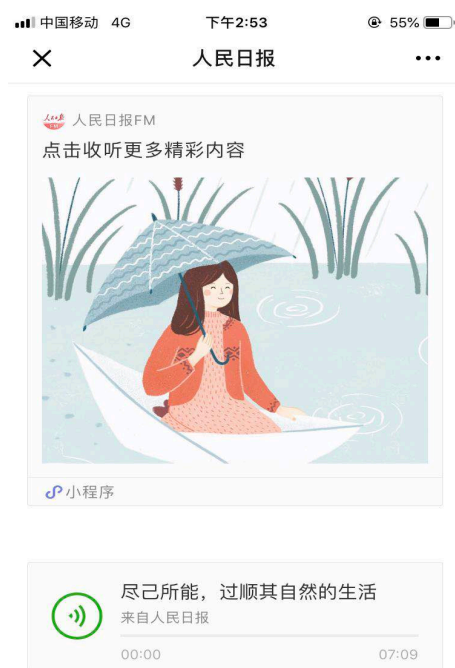 中国移动 4G 下午2:53 55%
人民日报
人民日报FM
点击收听更多精彩内容
小程序
尽己所能，过顺其自然的生活
来自人民日报
00:00 07:09